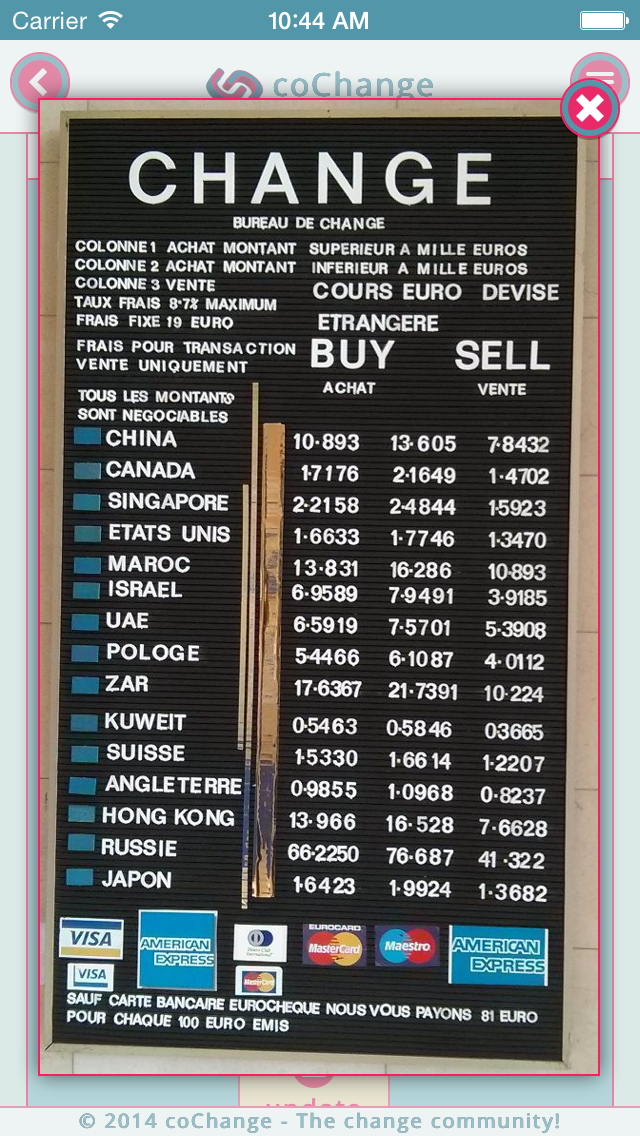 Carrier 10:44 AM
coChange
CHANGE
BUREAU DE CHANGE
COLONNE 1 ACHAT MONTANT SUPERIEUR A MILLE EUROS
COLONNE 2 ACHAT MONTANT INFERIEUR A MILLE EUROS
COLONNE 3 VENTE
COURS EURO DEVISE
TAUX FRAIS 8·7% MAXIMUM
FRAIS FIXE 19 EURO
ETRANGERE
FRAIS POUR TRANSACTION
VENTE UNIQUEMENT
BUY SELL
ACHAT VENTE
TOUS LES MONTANTS
SONT NEGOCIABLES
CHINA 10·893 13·605 7·8432
CANADA 1·7176 2·1649 1·4702
SINGAPORE 2·2158 2·4844 1·5923
ETATS UNIS 1·6633 1·7746 1·3470
MAROC 13·831 16·286 10·893
ISRAEL 6·9589 7·9491 3·9185
UAE 6·5919 7·5701 5·3908
POLOGE 5·4466 6·1087 4·0112
ZAR 17·6367 21·7391 10·224
KUWEIT 0·5463 0·5846 0·3665
SUISSE 1·5330 1·6614 1·2207
ANGLETERRE 0·9855 1·0968 0·8237
HONG KONG 13·966 16·528 7·6628
RUSSIE 66·2250 76·687 41·322
JAPON 1·6423 1·9924 1·3682
VISA
AMERICAN EXPRESS
Diners Club International
EUROCARD
MasterCard
Maestro
AMERICAN EXPRESS
VISA
MasterCard
SAUF CARTE BANCAIRE EUROCHEQUE NOUS VOUS PAYONS 81 EURO
POUR CHAQUE 100 EURO EMIS
update
© 2014 coChange - The change community!